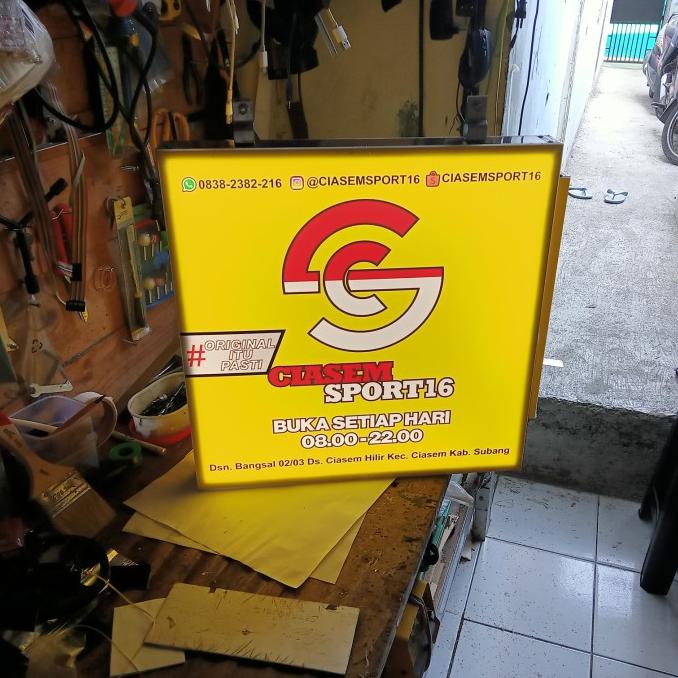 0838-2382-216 @CIASEMSPORT16 CIASEMSPORT16
#ORIGINAL
ITU
PASTI
CIASEM
SPORT16
BUKA SETIAP HARI
08.00-22.00
Dsn. Bangsal 02/03 Ds. Ciasem Hilir Kec. Ciasem Kab. Subang